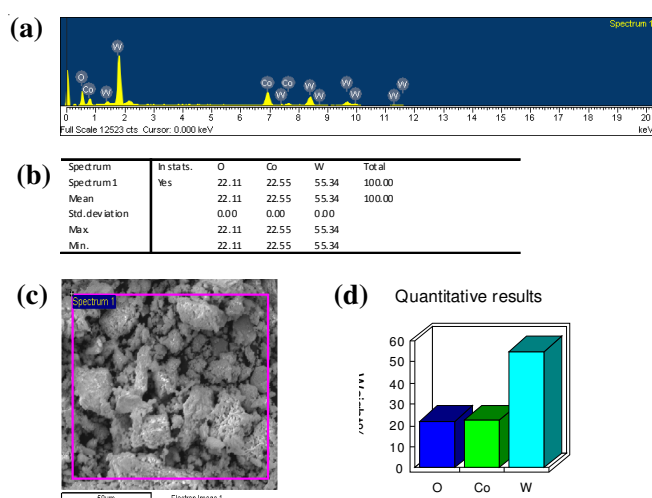 (a)
Spectrum 1
W
O
Co
W
Co
Co
W
W
W
W
W
W
0 1 2 3 4 5 6 7 8 9 10 11 12 13 14 15 16 17 18 19 20
Full Scale 12523 cts Cursor: 0.000 keV
keV
(b)
Spectrum In stats. O Co W Total
Spectrum1 Yes 22.11 22.55 55.34 100.00
Mean 22.11 22.55 55.34 100.00
Std. deviation 0.00 0.00 0.00
Max. 22.11 22.55 55.34
Min. 22.11 22.55 55.34
(c)
Spectrum 1
Electron Image 1
(d)
Quantitative results
60
50
40
30
20
10
0
O Co W